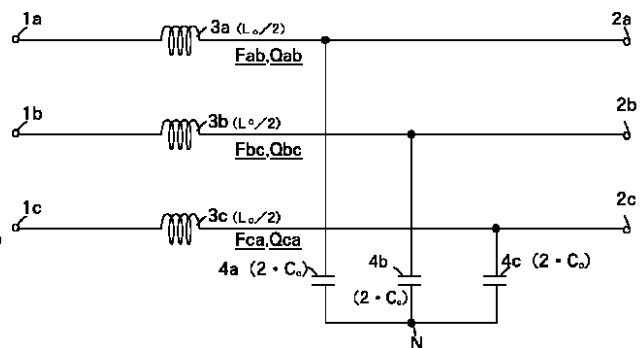 1a
3a (L₀/2)
2a
Fab,Qab
1b
3b (L₀/2)
2b
Fbc,Qbc
1c
3c (L₀/2)
2c
Fca,Qca
4a (2・C₀)
4b
(2・C₀)
4c (2・C₀)
N